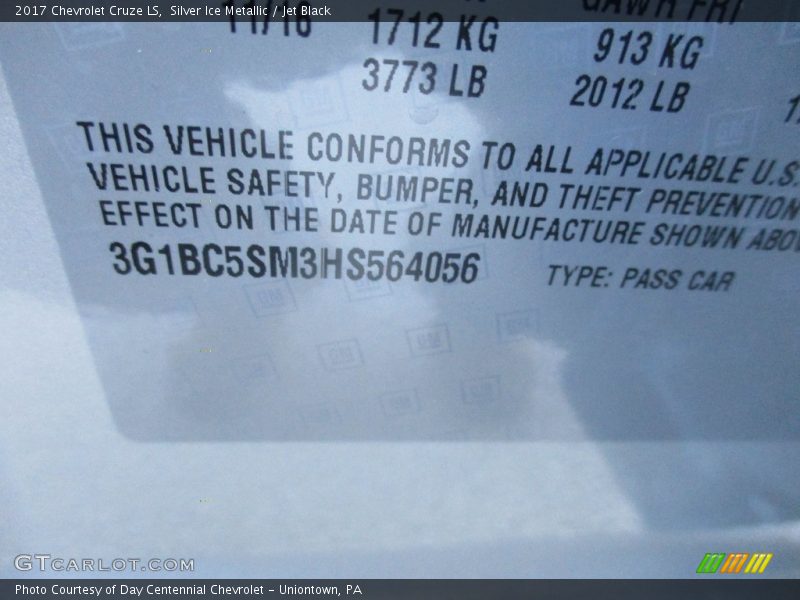 2017 Chevrolet Cruze LS, Silver Ice Metallic / Jet Black
11/16 1712 KG 913 KG
3773 LB 2012 LB
THIS VEHICLE CONFORMS TO ALL APPLICABLE U.S.
VEHICLE SAFETY, BUMPER, AND THEFT PREVENTION
EFFECT ON THE DATE OF MANUFACTURE SHOWN
3G1BC5SM3HS564056 TYPE: PASS CAR
GTCARLOT.COM
Photo Courtesy of Day Centennial Chevrolet - Uniontown, PA